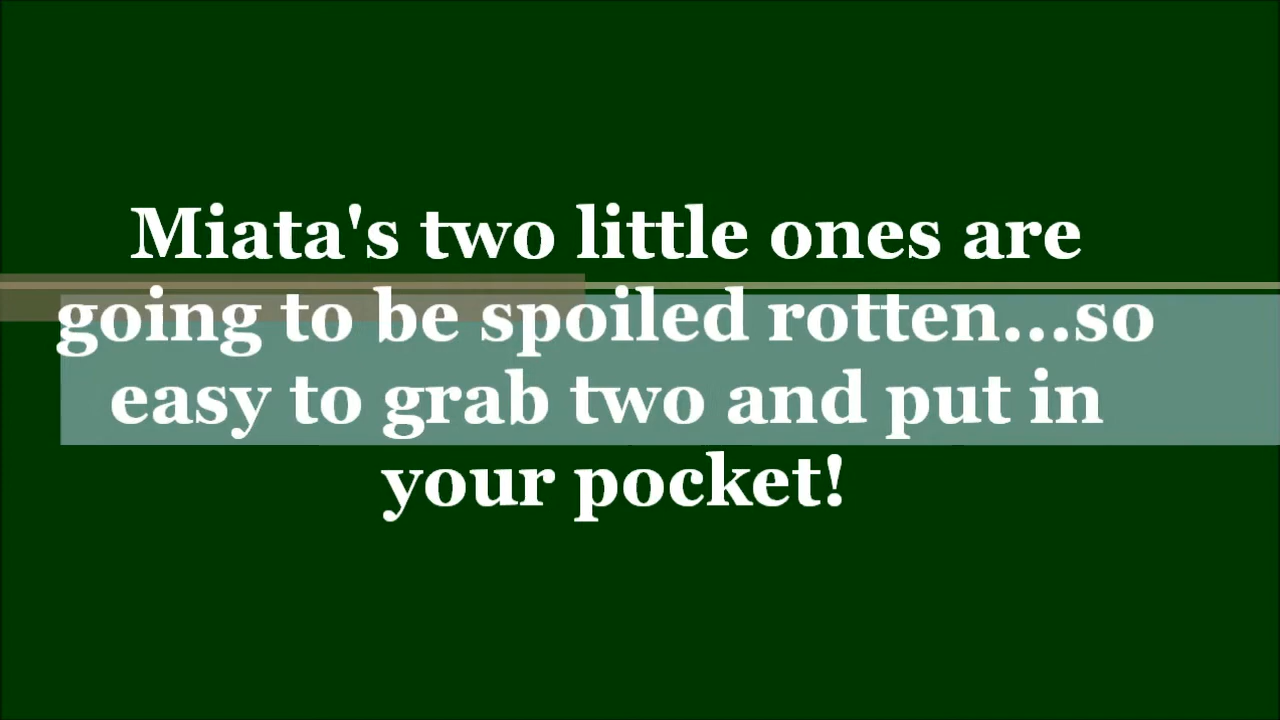 Miata's two little ones are
going to be spoiled rotten...so
easy to grab two and put in
your pocket!